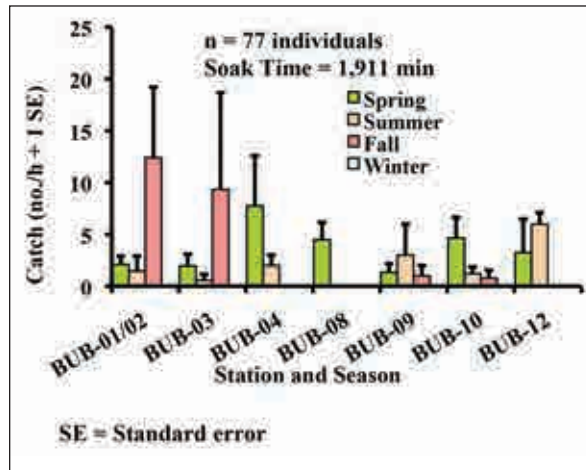 25
20
15
10
5
0
Catch (no./h + 1 SE)
n = 77 individuals
Soak Time = 1,911 min
Spring
Summer
Fall
Winter
BUB-01/02
BUB-03
BUB-04
BUB-08
BUB-09
BUB-10
BUB-12
Station and Season
SE = Standard error